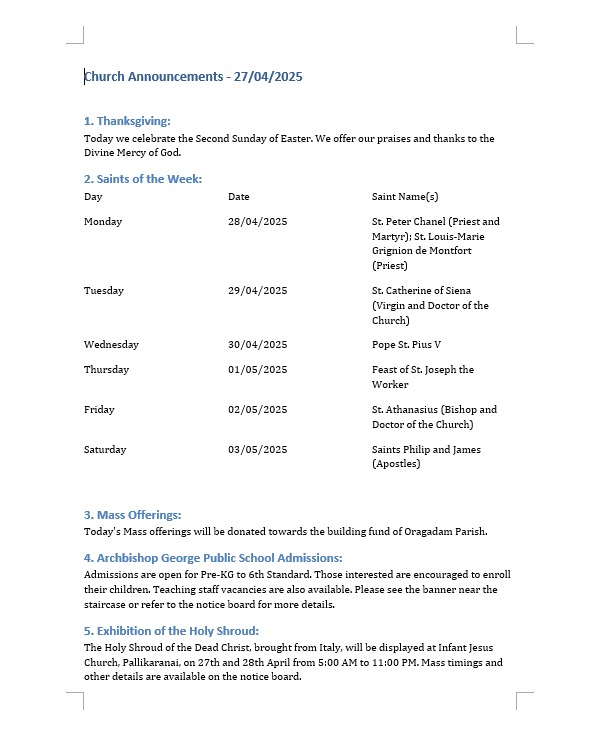 Church Announcements - 27/04/2025
1. Thanksgiving:
Today we celebrate the Second Sunday of Easter. We offer our praises and thanks to the
Divine Mercy of God.
2. Saints of the Week:
Day Date Saint Name(s)
Monday 28/04/2025 St. Peter Chanel (Priest and
Martyr); St. Louis-Marie
Grignion de Montfort
(Priest)
Tuesday 29/04/2025 St. Catherine of Siena
(Virgin and Doctor of the
Church)
Wednesday 30/04/2025 Pope St. Pius V
Thursday 01/05/2025 Feast of St. Joseph the
Worker
Friday 02/05/2025 St. Athanasius (Bishop and
Doctor of the Church)
Saturday 03/05/2025 Saints Philip and James
(Apostles)
3. Mass Offerings:
Today's Mass offerings will be donated towards the building fund of Oragadam Parish.
4. Archbishop George Public School Admissions:
Admissions are open for Pre-KG to 6th Standard. Those interested are encouraged to enroll
their children. Teaching staff vacancies are also available. Please see the banner near the
staircase or refer to the notice board for more details.
5. Exhibition of the Holy Shroud:
The Holy Shroud of the Dead Christ, brought from Italy, will be displayed at Infant Jesus
Church, Pallikaranai, on 27th and 28th April from 5:00 AM to 11:00 PM. Mass timings and
other details are available on the notice board.